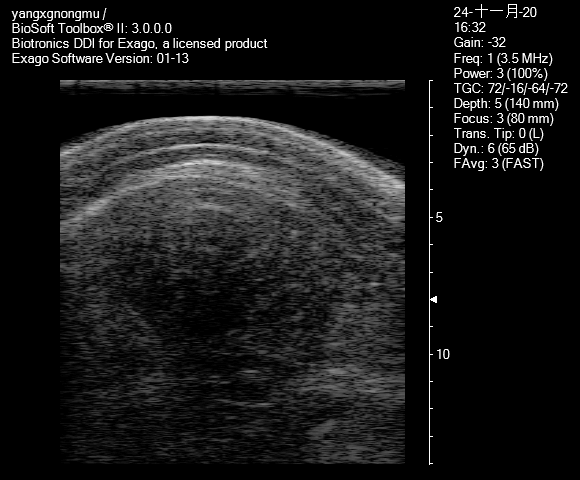 yangxgnongmu /
BioSoft Toolbox® II: 3.0.0.0
Biotronics DDI for Exago, a licensed product
Exago Software Version: 01-13
24-十一月-20
16:32
Gain: -32
Freq: 1 (3.5 MHz)
Power: 3 (100%)
TGC: 72/-16/-64/-72
Depth: 5 (140 mm)
Focus: 3 (80 mm)
Trans. Tip: 0 (L)
Dyn.: 6 (65 dB)
FAvg: 3 (FAST)
5
10